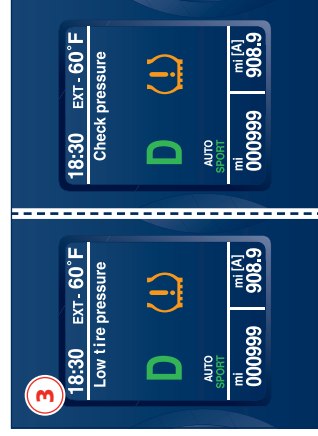 3
18:30 EXT- 60°F
Low tire pressure
D
AUTO
SPORT
mi
000999
mi [A]
908.9
18:30 EXT- 60°F
Check pressure
D
AUTO
SPORT
mi
000999
mi [A]
908.9